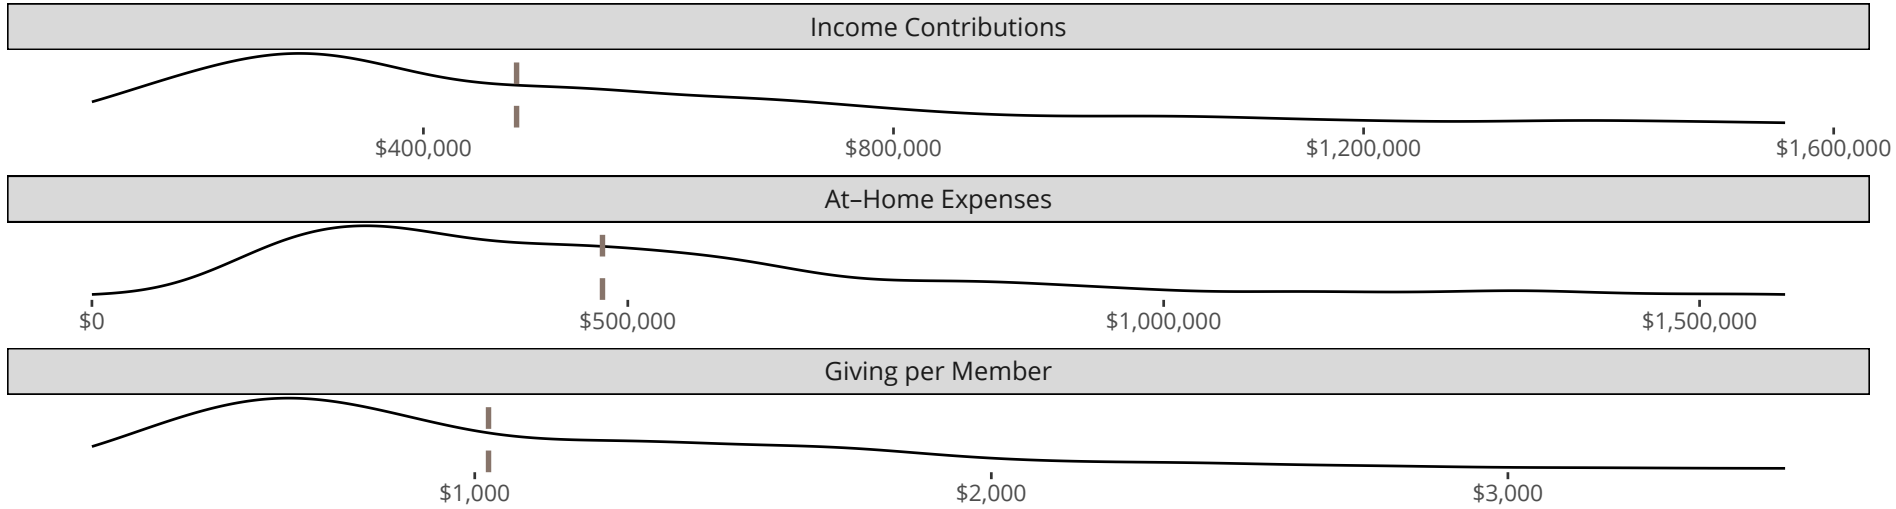 Income Contributions
$400,000 $800,000 $1,200,000 $1,600,000
At–Home Expenses
$0 $500,000 $1,000,000 $1,500,000
Giving per Member
$1,000 $2,000 $3,000